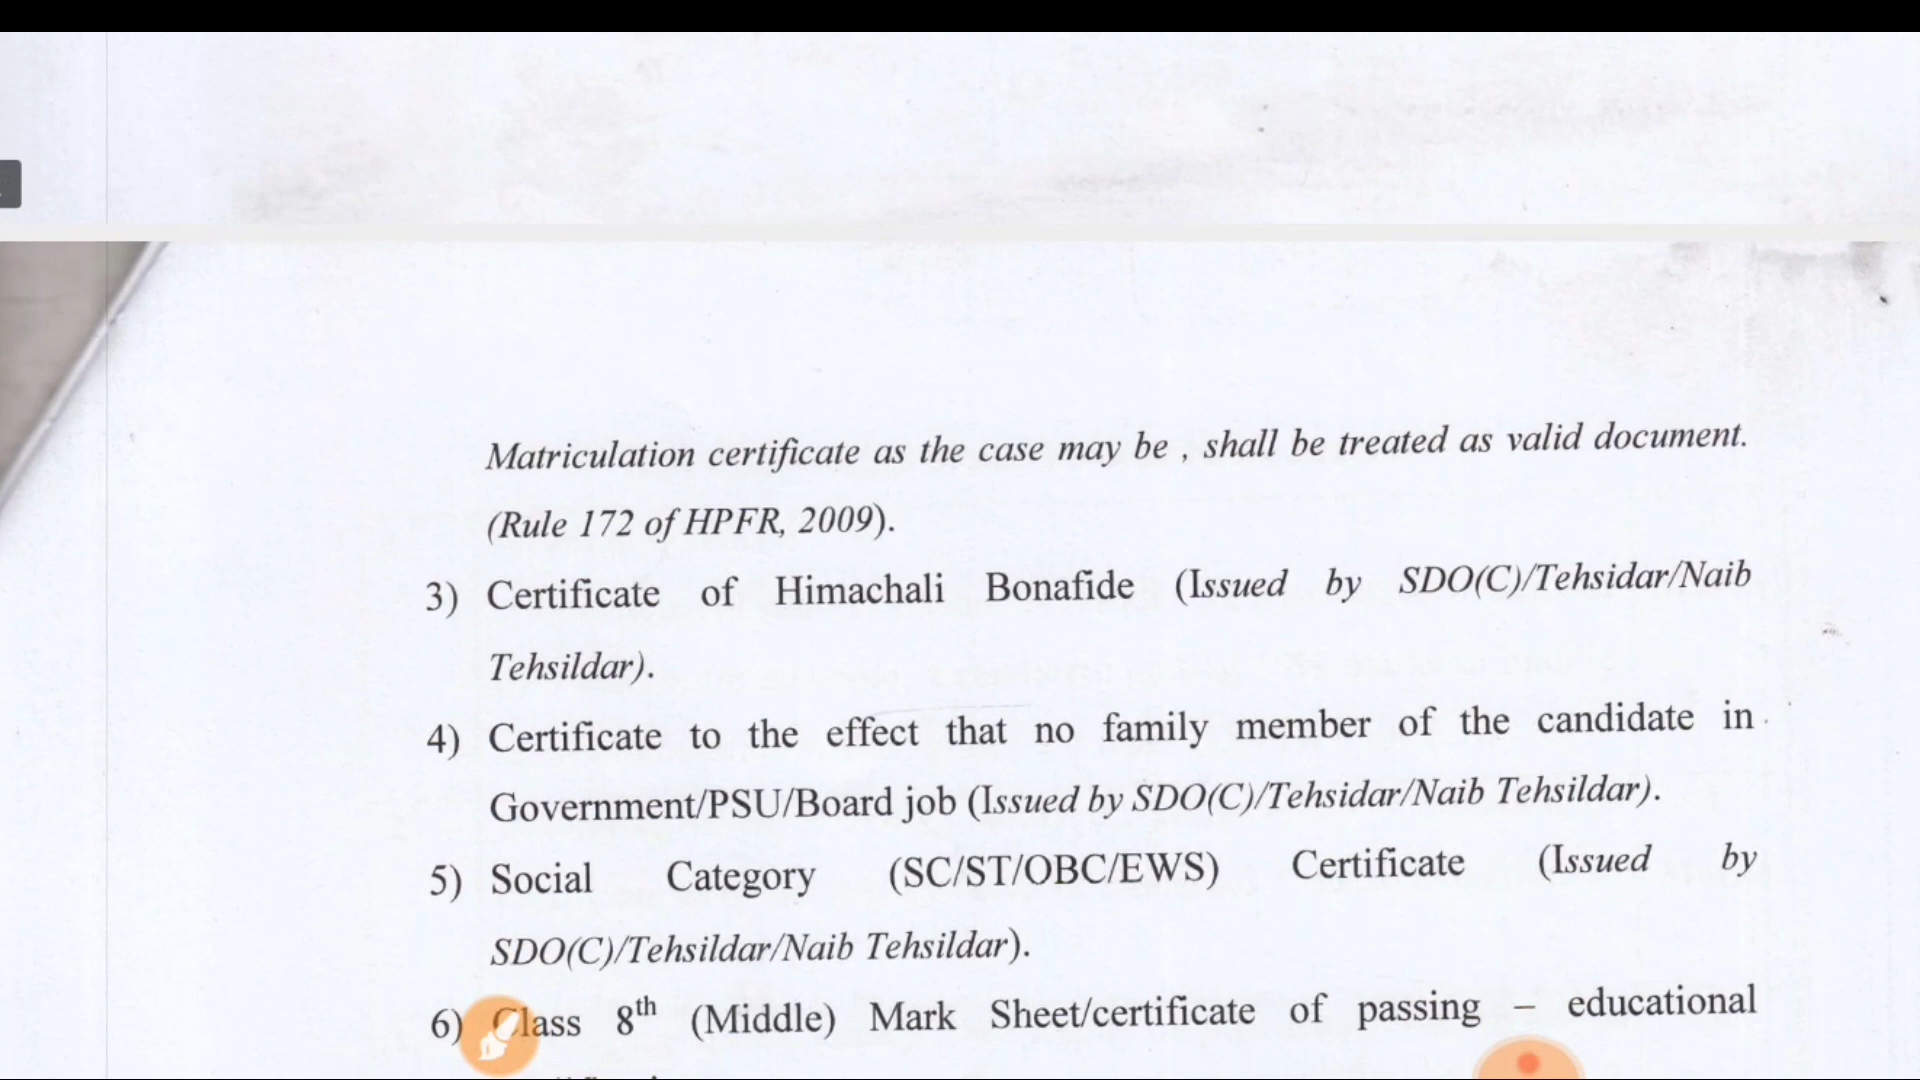 Matriculation certificate as the case may be , shall be treated as valid document.
(Rule 172 of HPFR, 2009).
3) Certificate of Himachali Bonafide (Issued by SDO(C)/Tehsidar/Naib
Tehsildar).
4) Certificate to the effect that no family member of the candidate in
Government/PSU/Board job (Issued by SDO(C)/Tehsidar/Naib Tehsildar).
5) Social Category (SC/ST/OBC/EWS) Certificate (Issued by
SDO(C)/Tehsildar/Naib Tehsildar).
6) Class 8th (Middle) Mark Sheet/certificate of passing – educational